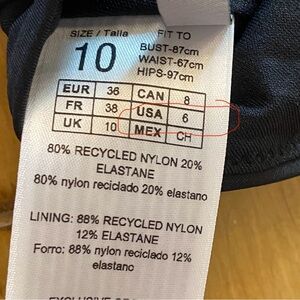 SIZE / Talla FIT TO
10 BUST-87cm
WAIST-67cm
HIPS-97cm
EUR 36 CAN 8
FR 38 USA 6
UK 10 MEX CH
80% RECYCLED NYLON 20%
ELASTANE
80% nylon reciclado 20% elastano
LINING: 88% RECYCLED NYLON
12% ELASTANE
Forro: 88% nylon reciclado 12%
elastano